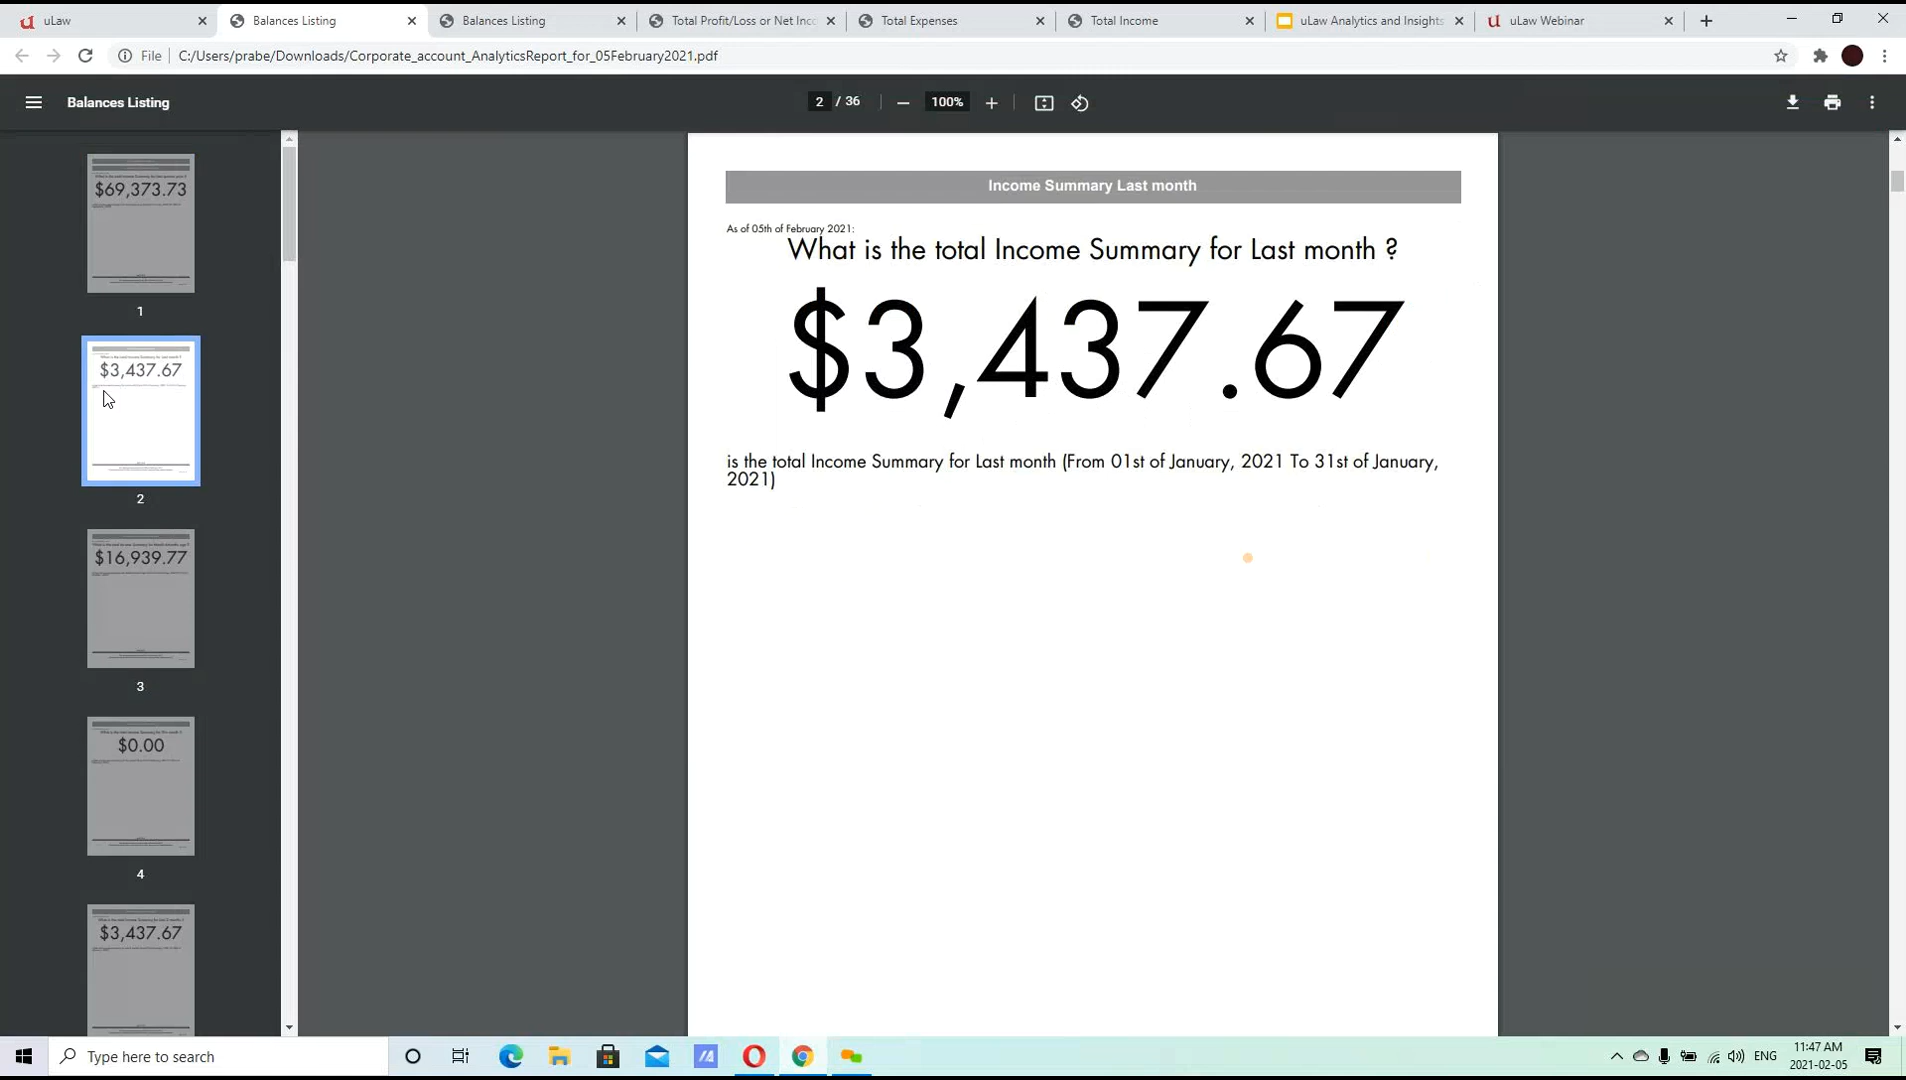 uLaw
Balances Listing
Balances Listing
Total Profit/Loss or Net Inc
Total Expenses
Total Income
uLaw Analytics and Insights
uLaw Webinar
File
C:/Users/prabe/Downloads/Corporate_account_AnalyticsReport_for_05February2021.pdf
Balances Listing
2 / 36
100%
$69,373.73
1
$3,437.67
2
$16,939.77
3
$0.00
4
$3,437.67
Income Summary Last month
As of 05th of February 2021:
What is the total Income Summary for Last month ?
$3,437.67
is the total Income Summary for Last month (From 01st of January, 2021 To 31st of January,
2021)
Type here to search
ENG
11:47 AM
2021-02-05